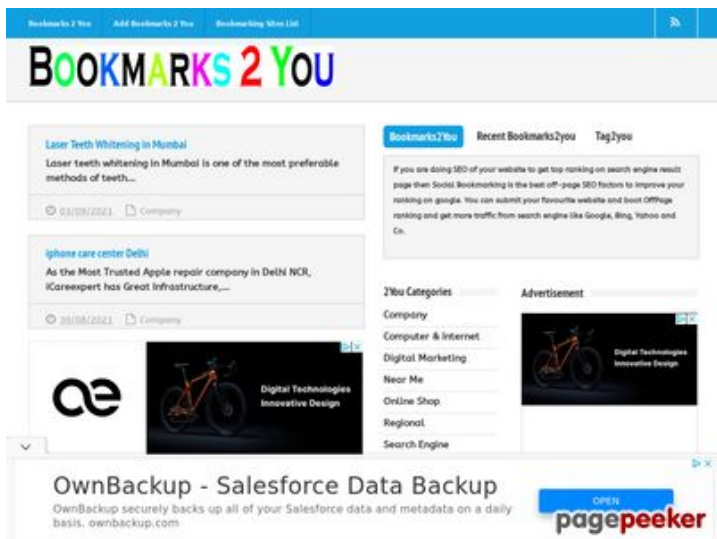 Bookmarks 2 You Add Bookmarks 2 You Bookmarking Sites List
BOOKMARKS 2 YOU
Laser Teeth Whitening in Mumbai
Laser teeth whitening in Mumbai is one of the most preferable
methods of teeth...
03/09/2021 Company
iphone care center Delhi
As the Most Trusted Apple repair company in Delhi NCR,
iCareexpert has Great Infrastructure,...
30/08/2021 Company
Digital Technologies
Innovative Design
Bookmarks2You Recent Bookmarks2you Tag2you
If you are doing SEO of your website to get top ranking on search engine result
page then Social Bookmarking is the best off-page SEO factors to improve your
ranking on google. You can submit your favourite website and boot OffPage
ranking and get more traffic from search engine like Google, Bing, Yahoo and
Co.
2You Categories
Company
Computer & Internet
Digital Marketing
Near Me
Online Shop
Regional
Search Engine
Advertisement
Digital Technologies
Innovative Design
OwnBackup - Salesforce Data Backup
OwnBackup securely backs up all of your Salesforce data and metadata on a daily
basis. ownbackup.com
OPEN
pagepeeker